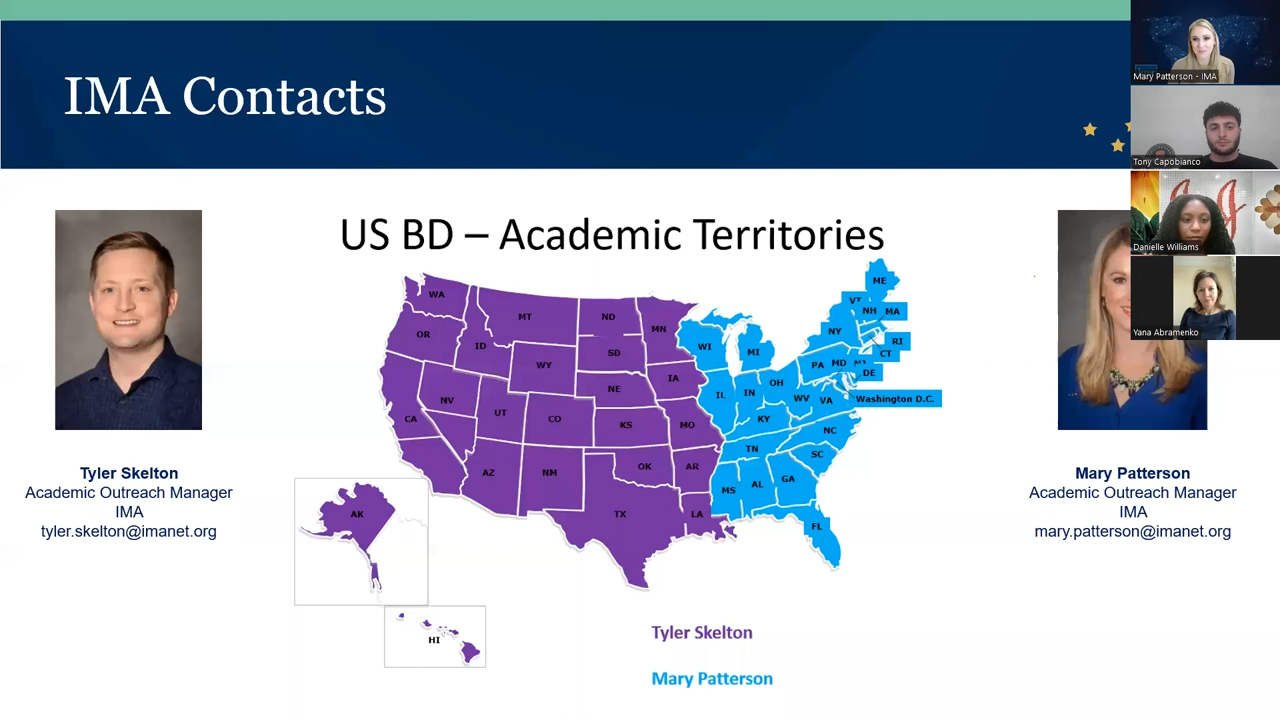 IMA Contacts
Mary Patterson - IMA
Tony Capobianco
Danielle Williams
Yana Abramenko
US BD – Academic Territories
WA
OR
CA
NV
ID
MT
WY
UT
AZ
CO
NM
ND
SD
NE
KS
OK
TX
MN
IA
MO
AR
LA
WI
IL
MI
IN
OH
KY
TN
MS
AL
GA
FL
SC
NC
VA
WV
PA
MD
DE
NY
CT
RI
VT
NH
MA
ME
Washington D.C.
AK
HI
Tyler Skelton
Academic Outreach Manager
IMA
tyler.skelton@imanet.org
Mary Patterson
Academic Outreach Manager
IMA
mary.patterson@imanet.org
Tyler Skelton
Mary Patterson